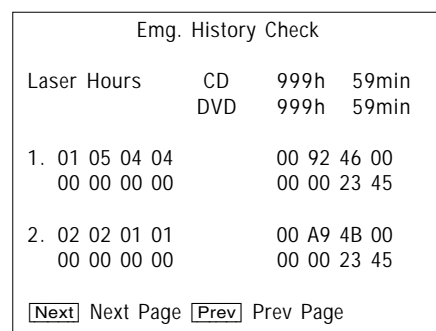 Emg. History Check
Laser Hours CD 999h 59min
DVD 999h 59min
1. 01 05 04 04 00 92 46 00
00 00 00 00 00 00 23 45
2. 02 02 01 01 00 A9 4B 00
00 00 00 00 00 00 23 45
Next Next Page Prev Prev Page